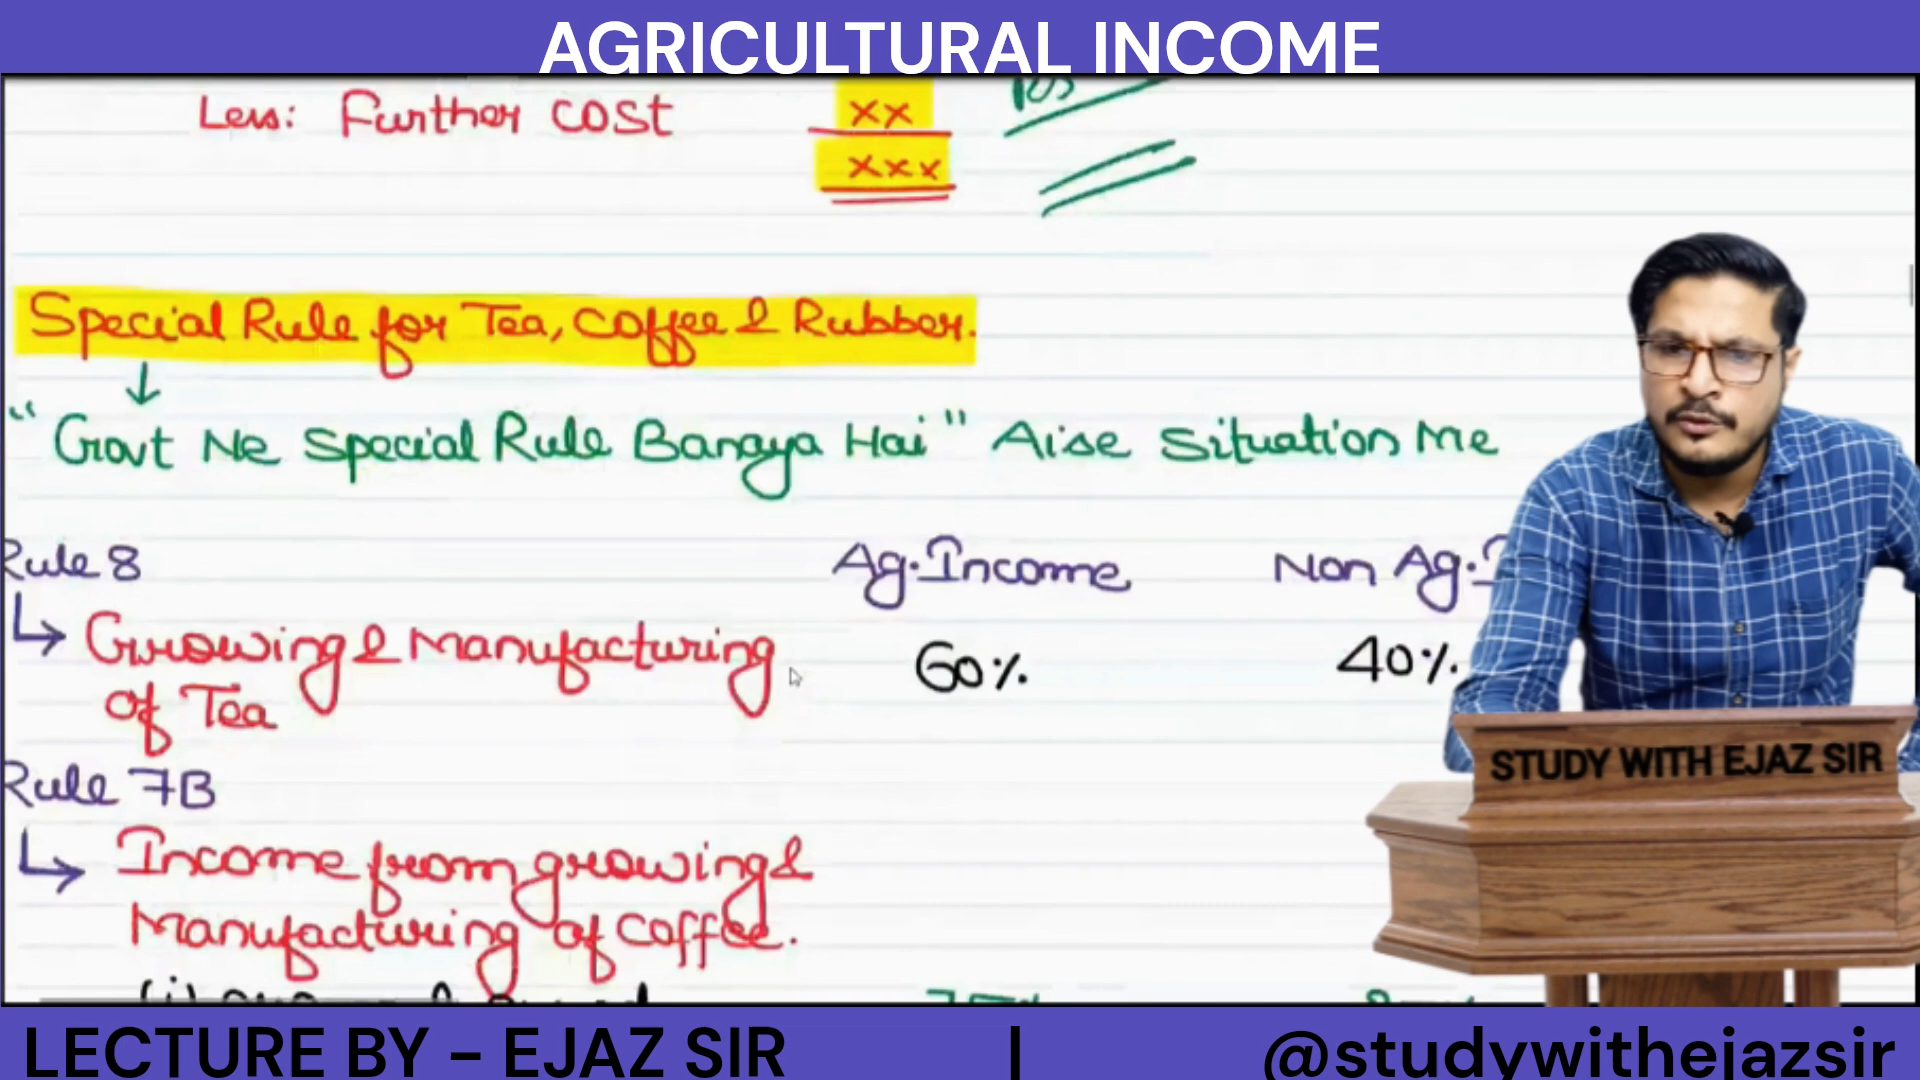 AGRICULTURAL INCOME
Less: Further cost xx
xxx
Special Rule for Tea, Coffee & Rubber.
↓
"Govt Ne Special Rule Banaya Hai" Aise Situation Me
Rule 8 Ag. Income Non Ag.
↳ Growing & Manufacturing 60% 40%
of Tea
Rule 7B
↳ Income from growing &
Manufacturing of Coffee.
STUDY WITH EJAZ SIR
LECTURE BY - EJAZ SIR | @studywithejazsir